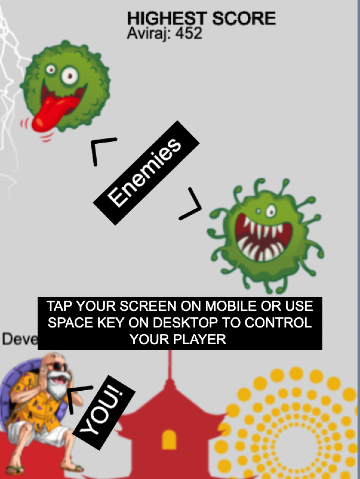 HIGHEST SCORE
Aviraj: 452
Enemies
TAP YOUR SCREEN ON MOBILE OR USE
SPACE KEY ON DESKTOP TO CONTROL
YOUR PLAYER
Deve
YOU!